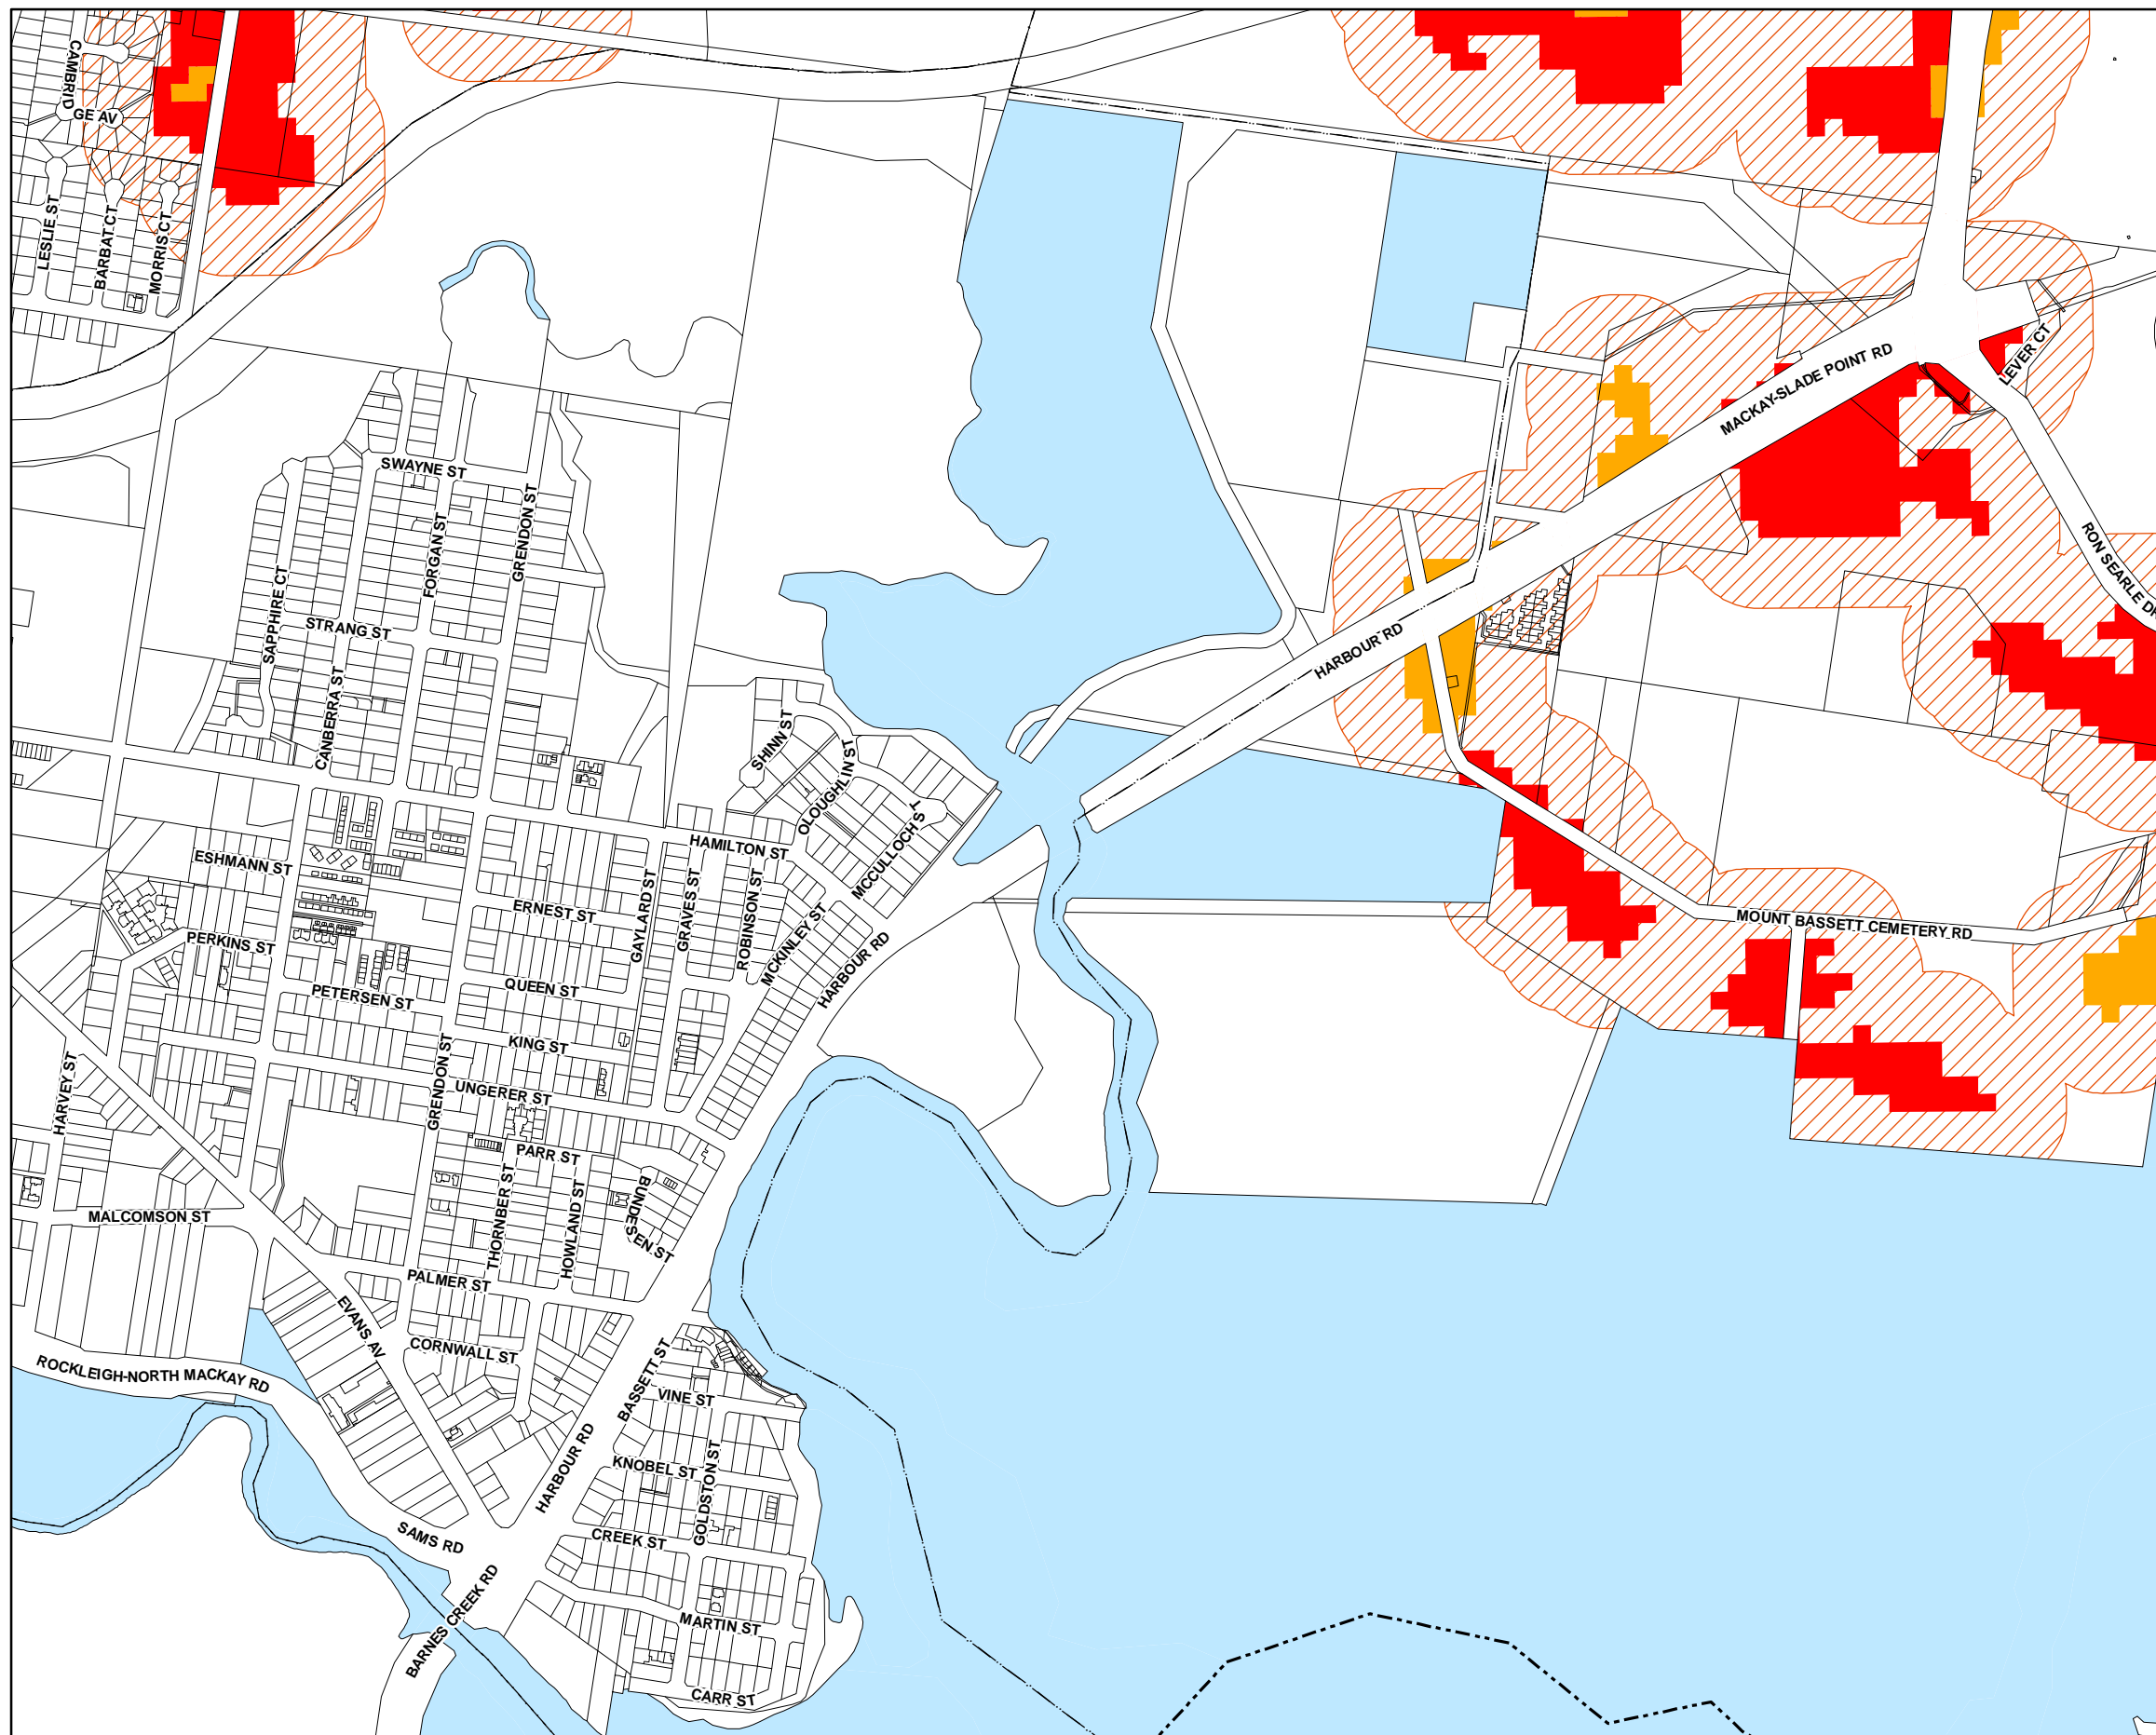 CAMBRID
GE AV
LESLIE ST
BARBAT CT
MORRIS CT
MACKAY-SLADE POINT RD
LEVER CT
SWAYNE ST
FORGAN ST
GRENDON ST
SAPPHIRE CT
STRANG ST
CANBERRA ST
RON SEARLE DR
HARBOUR RD
SHINN ST
OLOUGHLIN ST
HAMILTON ST
MCCULLOCH ST
ESHMANN ST
ERNEST ST
GAYLARD ST
GRAVES ST
ROBINSON ST
MCKINLEY ST
HARBOUR RD
MOUNT BASSETT CEMETERY RD
PERKINS ST
PETERSEN ST
QUEEN ST
KING ST
HARVEY ST
GRENDON ST
UNGERER ST
PARR ST
THORNBER ST
HOWLAND ST
BUNDES
EN ST
MALCOMSON ST
PALMER ST
EVANS AV
CORNWALL ST
ROCKLEIGH-NORTH MACKAY RD
BASSETT ST
VINE ST
HARBOUR RD
KNOBEL ST
GOLDSTON ST
SAMS RD
CREEK ST
BARNES CREEK RD
MARTIN ST
CARR ST